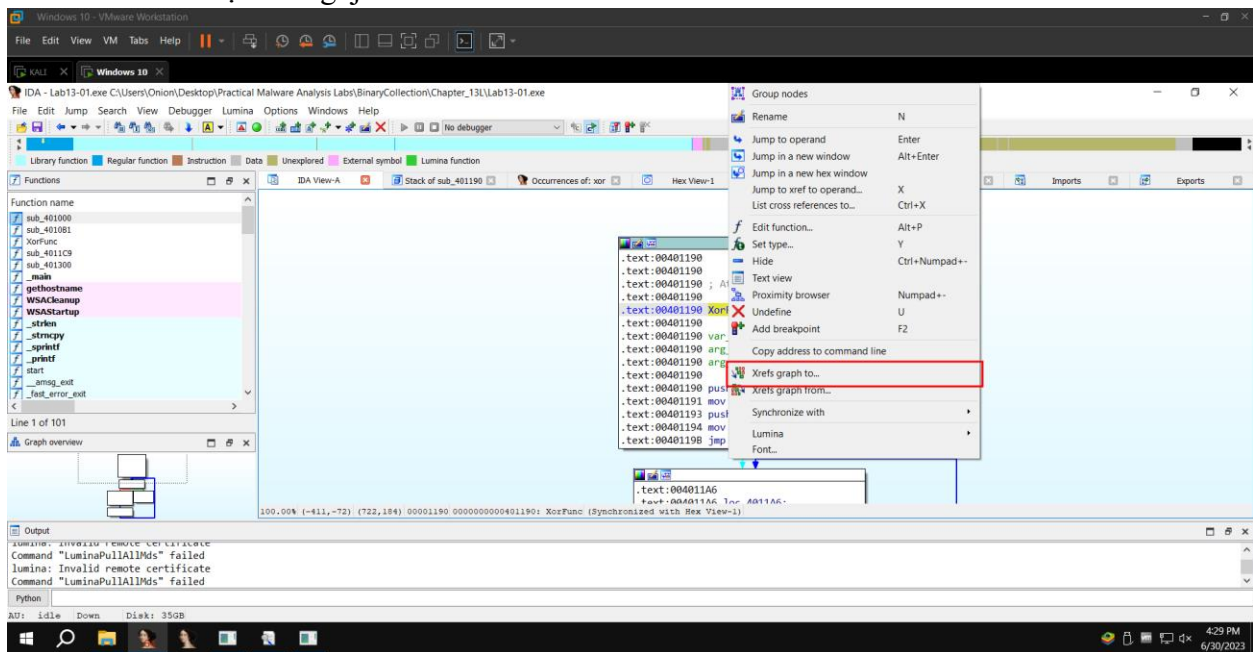 Windows 10 - VMware Workstation
File Edit View VM Tabs Help
KALI Windows 10
IDA - Lab13-01.exe C:\Users\Onion\Desktop\Practical Malware Analysis Labs\BinaryCollection\Chapter_13L\Lab13-01.exe
File Edit Jump Search View Debugger Lumina Options Windows Help
No debugger
Library function Regular function Instruction Data Unexplored External symbol Lumina function
Functions
IDA View-A Stack of sub_401190 Occurrences of: xor Hex View-1 Imports Exports
Function name
sub_401000
sub_4010B1
XorFunc
sub_4011C9
sub_401300
_main
gethostname
WSACleanup
WSAStartup
_strlen
_strncpy
_sprintf
_printf
start
__amsg_exit
_fast_error_exit
Line 1 of 101
Graph overview
.text:00401190
.text:00401190
.text:00401190 ; A
.text:00401190
.text:00401190 Xor
.text:00401190
.text:00401190 var_
.text:00401190 arg_
.text:00401190 arg
.text:00401190
.text:00401190 pus
.text:00401191 mov
.text:00401193 pus
.text:00401194 mov
.text:0040119B jmp
.text:004011A6
.text:004011A6 loc_4011A6:
Group nodes
Rename N
Jump to operand Enter
Jump in a new window Alt+Enter
Jump in a new hex window
Jump to xref to operand... X
List cross references to... Ctrl+X
Edit function... Alt+P
Set type... Y
Hide Ctrl+Numpad+-
Text view
Proximity browser Numpad+-
Undefine U
Add breakpoint F2
Copy address to command line
Xrefs graph to...
Xrefs graph from...
Synchronize with
Lumina
Font...
100.00% (-411,-72) (722,184) 00001190 0000000000401190: XorFunc (Synchronized with Hex View-1)
Output
lumina: Invalid remote certificate
Command "LuminaPullAllMds" failed
lumina: Invalid remote certificate
Command "LuminaPullAllMds" failed
Python
AU: idle Down Disk: 35GB
4:29 PM
6/30/2023